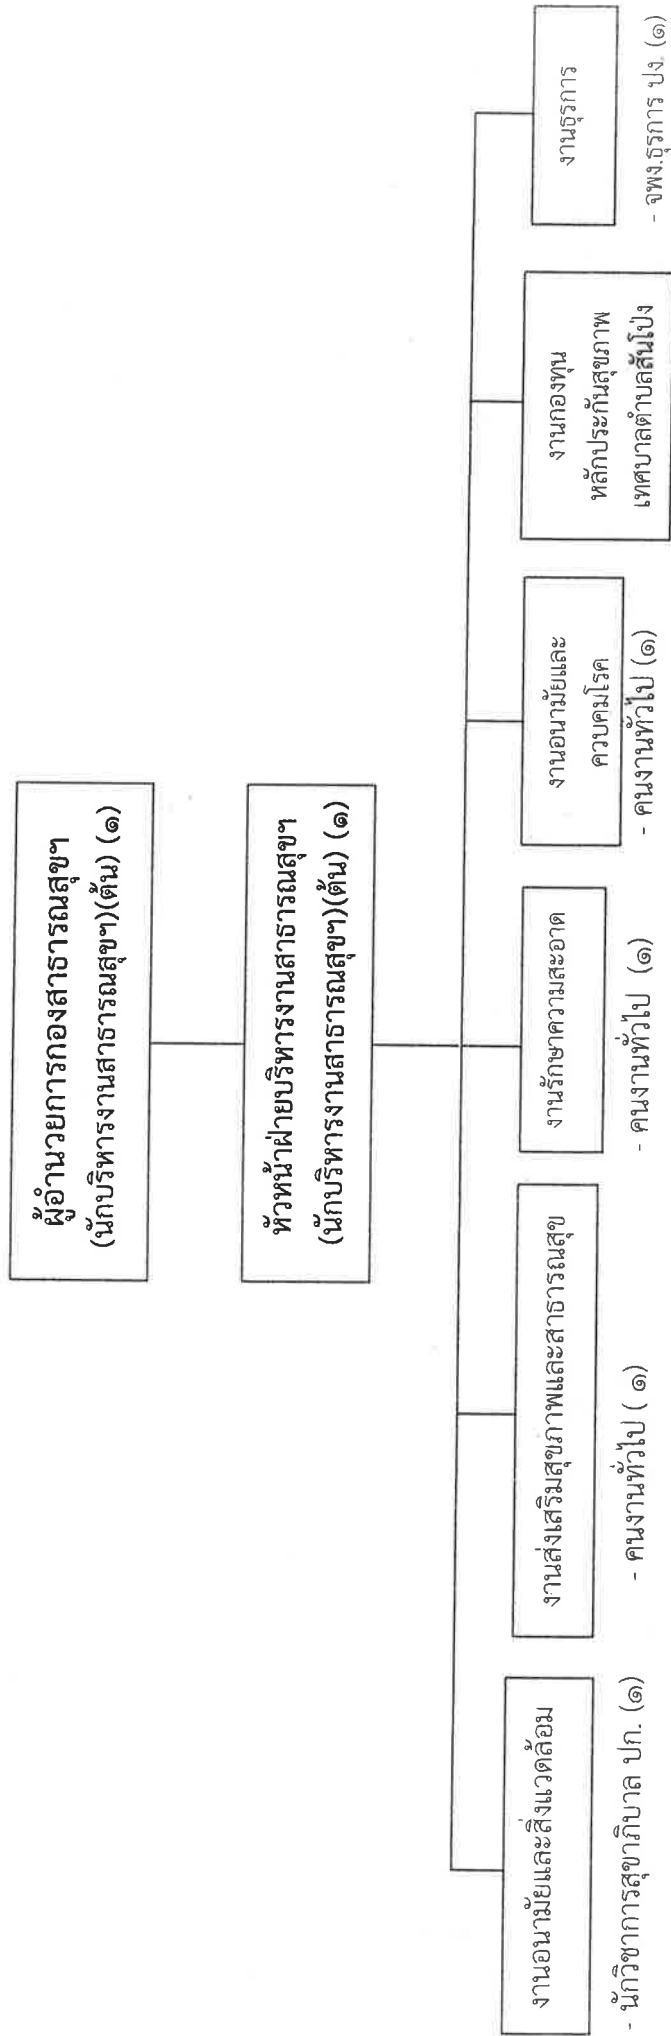 ผู้อำนวยการกองสาธารณสุขฯ
(นักบริหารงานสาธารณสุขฯ)(ต้น) (๑)
หัวหน้าฝ่ายบริหารงานสาธารณสุขฯ
(นักบริหารงานสาธารณสุขฯ)(ต้น) (๑)
งานอนามัยและสิ่งแวดล้อม
- นักวิชาการสุขาภิบาล ปก. (๑)
งานส่งเสริมสุขภาพและสาธารณสุข
- คนงานทั่วไป ( ๑)
งานรักษาความสะอาด
- คนงานทั่วไป (๑)
งานอนามัยและ
ควบคุมโรค
- คนงานทั่วไป (๑)
งานกองทุน
หลักประกันสุขภาพ
เทศบาลตำบลสันโป่ง
งานธุรการ
- จพง.ธุรการ ปง. (๑)